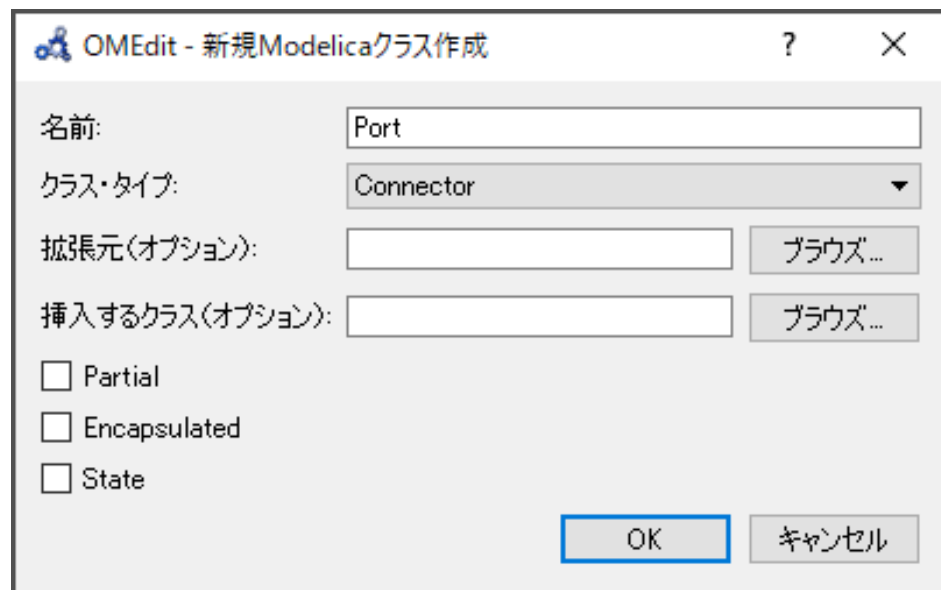 OMEdit - 新規Modelicaクラス作成 ? ×
名前: Port
クラス・タイプ: Connector
拡張元(オプション): ブラウズ...
挿入するクラス(オプション): ブラウズ...
Partial
Encapsulated
State
OK キャンセル